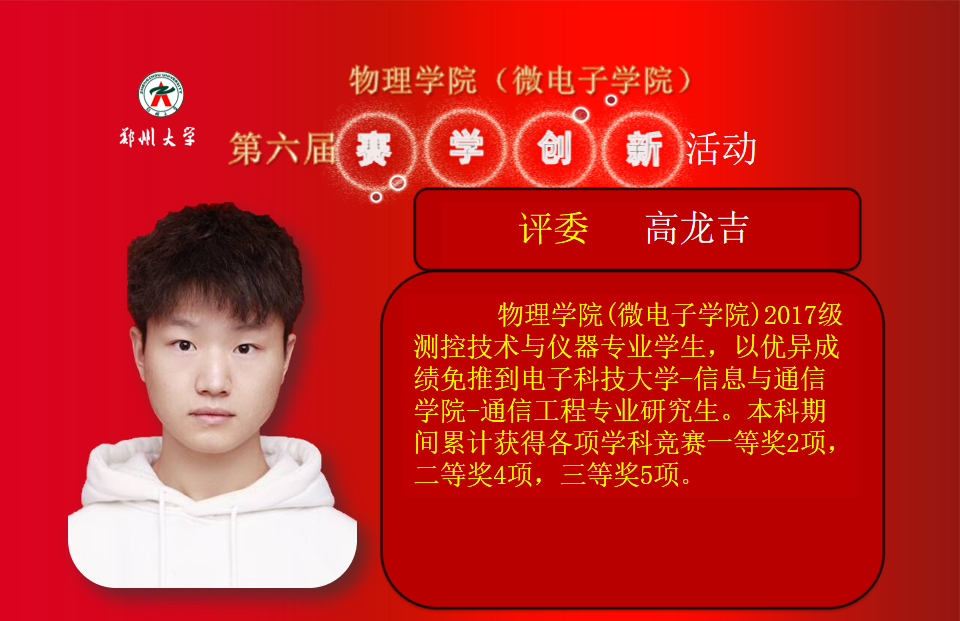 物理学院（微电子学院）
郑州大学
第六届赛学创新活动
评委 高龙吉
物理学院(微电子学院)2017级
测控技术与仪器专业学生，以优异成
绩免推到电子科技大学-信息与通信
学院-通信工程专业研究生。本科期
间累计获得各项学科竞赛一等奖2项，
二等奖4项，三等奖5项。